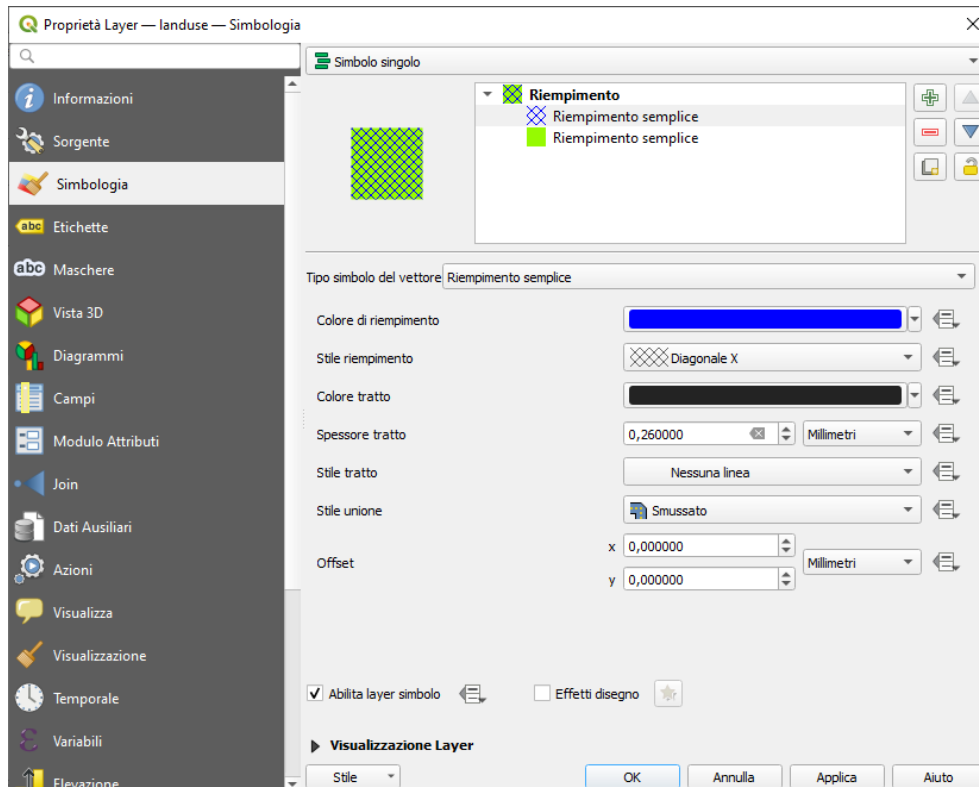 Proprietà Layer — landuse — Simbologia
Informazioni
Sorgente
Simbologia
abc Etichette
abc Maschere
Vista 3D
Diagrammi
Campi
Modulo Attributi
Join
Dati Ausiliari
Azioni
Visualizza
Visualizzazione
Temporale
Variabili
Elevazione
Simbolo singolo
Riempimento
Riempimento semplice
Riempimento semplice
Tipo simbolo del vettore Riempimento semplice
Colore di riempimento
Stile riempimento Diagonale X
Colore tratto
Spessore tratto 0,260000 Millimetri
Stile tratto Nessuna linea
Stile unione Smussato
Offset x 0,000000 Millimetri
y 0,000000
Abilita layer simbolo Effetti disegno
Visualizzazione Layer
Stile OK Annulla Applica Aiuto